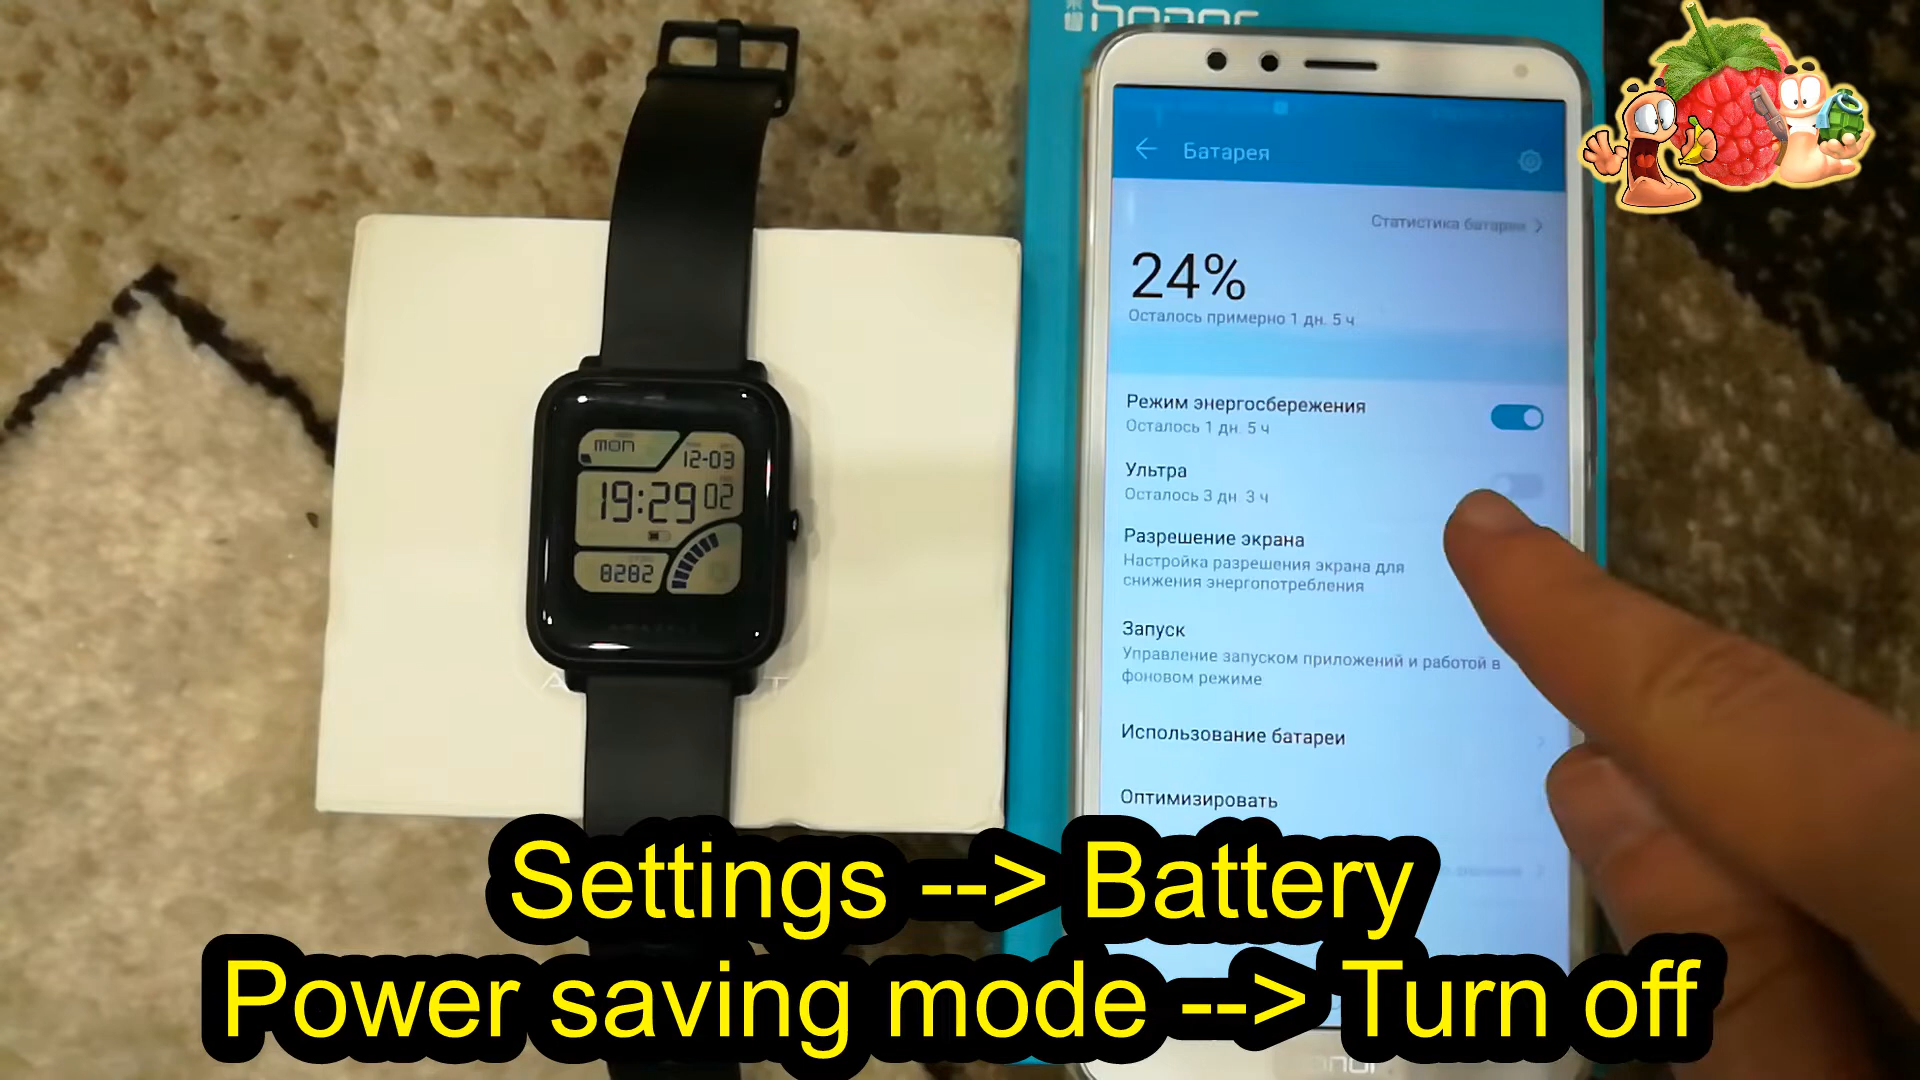 honor
Батарея
Статистика батареи
24%
Осталось примерно 1 дн. 5 ч
Режим энергосбережения
Осталось 1 дн. 5 ч
Ультра
Осталось 3 дн. 3 ч
Разрешение экрана
Настройка разрешения экрана для
снижения энергопотребления
Запуск
Управление запуском приложений и работой в
фоновом режиме
Использование батареи
Оптимизировать
MON
12-03
19:29 02
8282
Settings --> Battery
Power saving mode --> Turn off